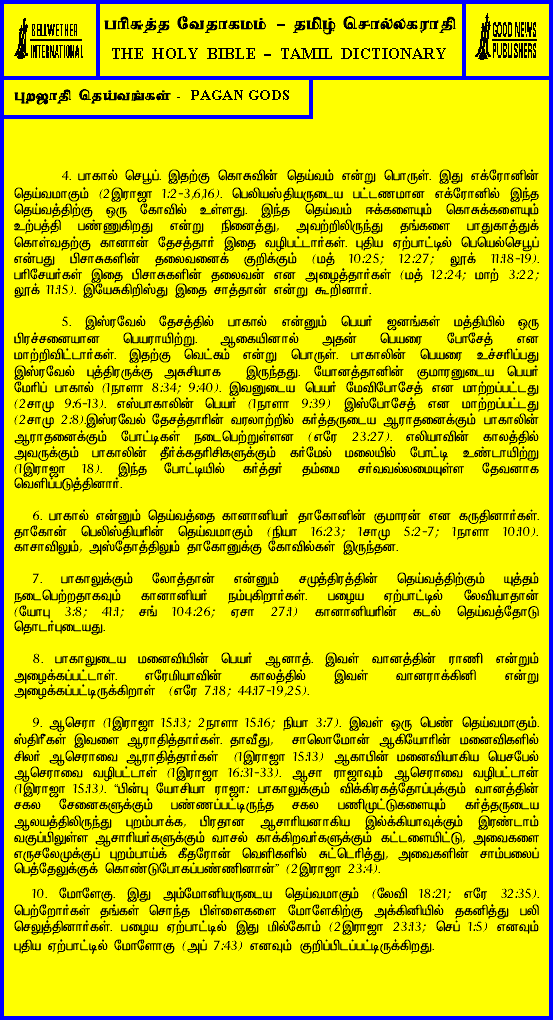 BELLWETHER
INTERNATIONAL
பரிசுத்த வேதாகமம் – தமிழ் சொல்லகராதி
THE HOLY BIBLE – TAMIL DICTIONARY
GOOD NEWS
PUBLISHERS
புறஜாதி தெய்வங்கள் - PAGAN GODS
4. பாகால் செபூப். இதற்கு கொசுவின் தெய்வம் என்று பொருள். இது எக்ரோனின்
தெய்வமாகும் (2இராஜா 1:2-3,6,16). பெலியஸ்தியருடைய பட்டணமான எக்ரோனில் இந்த
தெய்வத்திற்கு ஒரு கோவில் உள்ளது. இந்த தெய்வம் ஈக்களையும் கொசுக்களையும்
உற்பத்தி பண்ணுகிறது என்று நினைத்து, அவற்றிலிருந்து தங்களை பாதுகாத்துக்
கொள்வதற்கு கானான் தேசத்தார் இதை வழிபட்டார்கள். புதிய ஏற்பாட்டில் பெயெல்செபூப்
என்பது பிசாசுகளின் தலைவனைக் குறிக்கும் (மத் 10:25; 12:27; லூக் 11:18-19).
பரிசேயர்கள் இதை பிசாசுகளின் தலைவன் என அழைத்தார்கள் (மத் 12:24; மாற் 3:22;
லூக் 11:15). இயேசுகிறிஸ்து இதை சாத்தான் என்று கூறினார்.
5. இஸ்ரவேல் தேசத்தில் பாகால் என்னும் பெயர் ஜனங்கள் மத்தியில் ஒரு
பிரச்சனையான பெயராயிற்று. ஆகையினால் அதன் பெயரை போசேத் என
மாற்றிவிட்டார்கள். இதற்கு வெட்கம் என்று பொருள். பாகாலின் பெயரை உச்சரிப்பது
இஸ்ரவேல் புத்திரருக்கு அசுசியாக இருந்தது. யோனத்தானின் குமாரனுடைய பெயர்
மேரிப் பாகால் (1நாளா 8:34; 9:40). இவனுடைய பெயர் மேவிபோசேத் என மாற்றப்பட்டது
(2சாமு 9:6-13). எஸ்பாகாலின் பெயர் (1நாளா 9:39) இஸ்போசேத் என மாற்றப்பட்டது
(2சாமு 2:8)இஸ்ரவேல் தேசத்தாரின் வரலாற்றில் கர்த்தருடைய ஆராதனைக்கும் பாகாலின்
ஆராதனைக்கும் போட்டிகள் நடைபெற்றுள்ளன (எரே 23:27). எலியாவின் காலத்தில்
அவருக்கும் பாகாலின் தீர்க்கதரிசிகளுக்கும் கர்மேல் மலையில் போட்டி உண்டாயிற்று
(1இராஜா 18). இந்த போட்டியில் கர்த்தர் தம்மை சர்வவல்லமையுள்ள தேவனாக
வெளிப்படுத்தினார்.
6. பாகால் என்னும் தெய்வத்தை கானானியர் தாகோனின் குமாரன் என கருதினார்கள்.
தாகோன் பெலிஸ்தியரின் தெய்வமாகும் (நியா 16:23; 1சாமு 5:2-7; 1நாளா 10:10).
காசாவிலும், அஸ்தோத்திலும் தாகோனுக்கு கோவில்கள் இருந்தன.
7. பாகாலுக்கும் லோத்தான் என்னும் சமுத்திரத்தின் தெய்வத்திற்கும் யுத்தம்
நடைபெற்றதாகவும் கானானியர் நம்புகிறார்கள். பழைய ஏற்பாட்டில் லேவியாதான்
(யோபு 3:8; 41:1; சங் 104:26; ஏசா 27:1) கானானியரின் கடல் தெய்வத்தோடு
தொடர்புடையது.
8. பாகாலுடைய மனைவியின் பெயர் ஆனாத். இவள் வானத்தின் ராணி என்றும்
அழைக்கப்பட்டாள். எரேமியாவின் காலத்தில் இவள் வானராக்கினி என்று
அழைக்கப்பட்டிருக்கிறாள் (எரே 7:18; 44:17-19,25).
9. ஆசெரா (1இராஜா 15:13; 2நாளா 15:16; நியா 3:7). இவள் ஒரு பெண் தெய்வமாகும்.
ஸ்திரீகள் இவளை ஆராதித்தார்கள். தாவீது, சாலொமோன் ஆகியோரின் மனைவிகளில்
சிலர் ஆசெராவை ஆராதித்தார்கள் (1இராஜா 15:13) ஆகாபின் மனைவியாகிய யெசபேல்
ஆசெராவை வழிபட்டாள் (1இராஜா 16:31-33). ஆசா ராஜாவும் ஆசெராவை வழிபட்டான்
(1இராஜா 15:13). "பின்பு யோசியா ராஜா: பாகாலுக்கும் விக்கிரகத்தோப்புக்கும் வானத்தின்
சகல சேனைகளுக்கும் பண்ணப்பட்டிருந்த சகல பணிமுட்டுகளையும் கர்த்தருடைய
ஆலயத்திலிருந்து புறம்பாக்க, பிரதான ஆசாரியனாகிய இல்க்கியாவுக்கும் இரண்டாம்
வகுப்பிலுள்ள ஆசாரியர்களுக்கும் வாசல் காக்கிறவர்களுக்கும் கட்டளையிட்டு, அவைகளை
எருசலேமுக்குப் புறம்பாய்க் கீதரோன் வெளிகளில் சுட்டெரித்து, அவைகளின் சாம்பலைப்
பெத்தேலுக்குக் கொண்டுபோகப்பண்ணினான்" (2இராஜா 23:4).
10. மோளேகு. இது அம்மோனியருடைய தெய்வமாகும் (லேவி 18:21; எரே 32:35).
பெற்றோர்கள் தங்கள் சொந்த பிள்ளைகளை மோளேகிற்கு அக்கினியில் தகனித்து பலி
செலுத்தினார்கள். பழைய ஏற்பாட்டில் இது மில்கோம் (2இராஜா 23:13; செப் 1:5) எனவும்
புதிய ஏற்பாட்டில் மோளோகு (அப் 7:43) எனவும் குறிப்பிடப்பட்டிருக்கிறது.